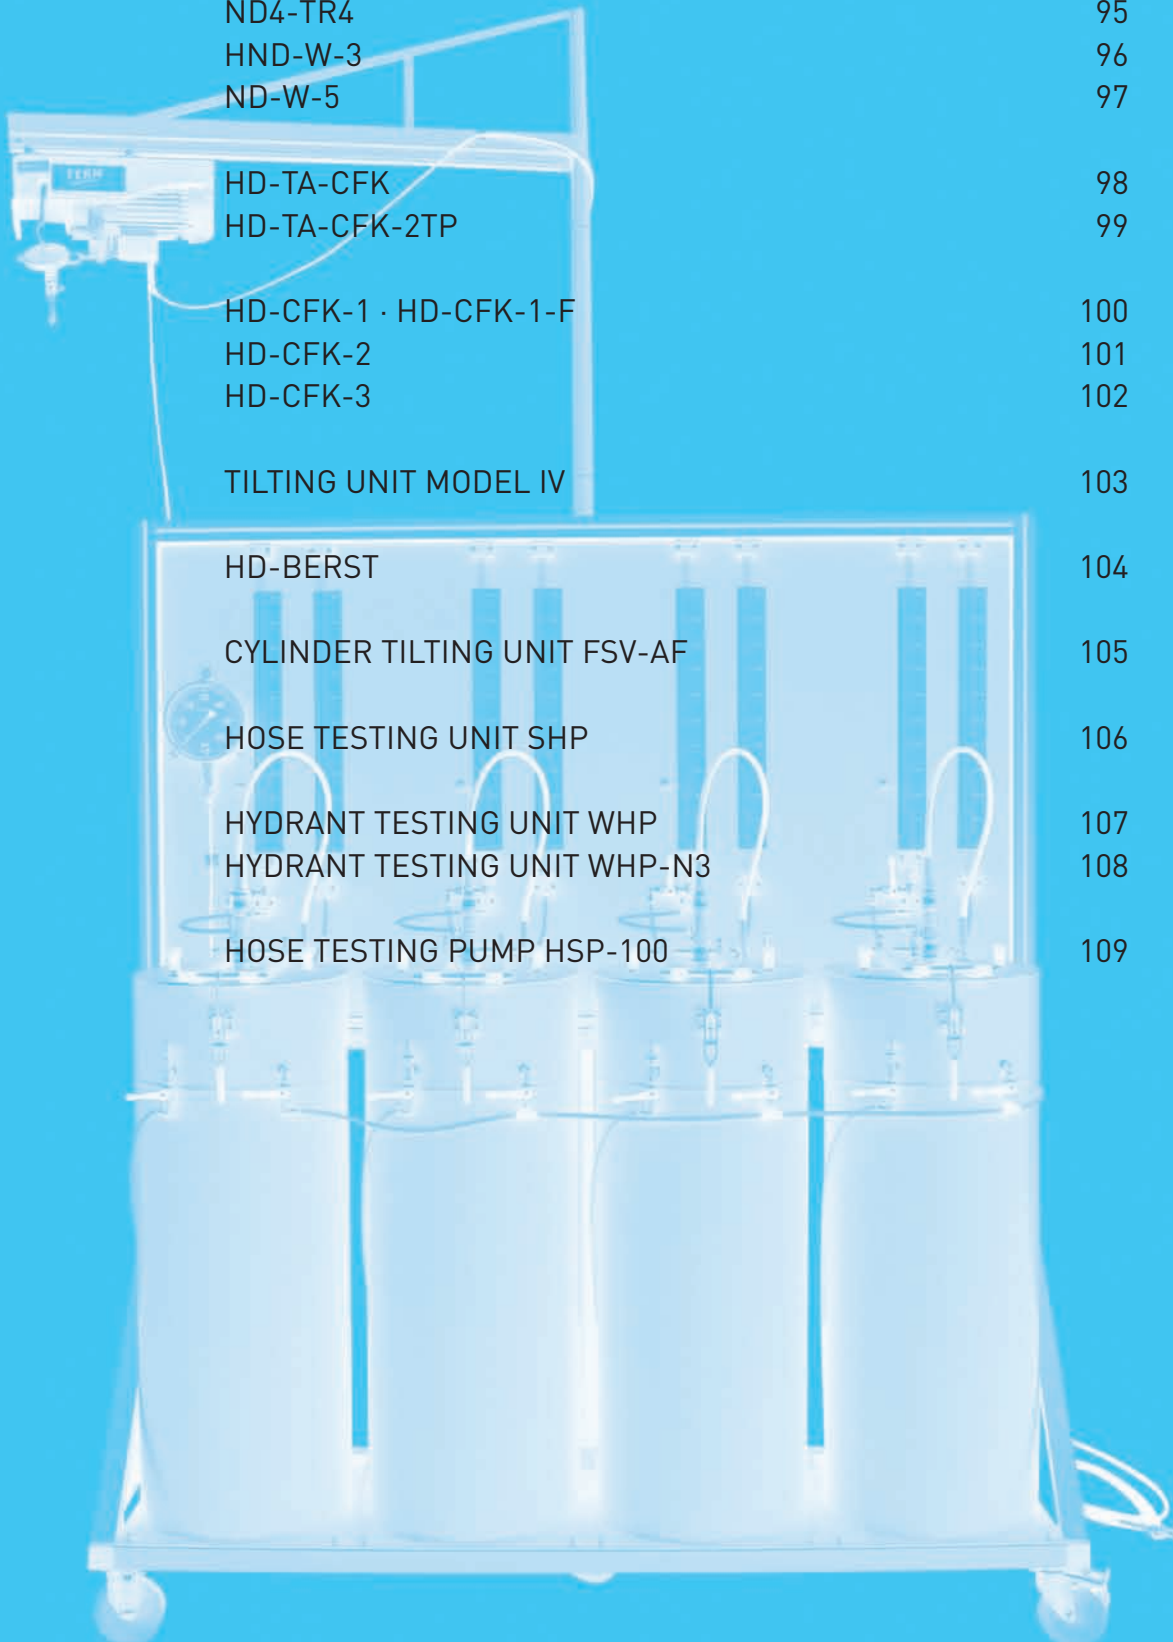 ND4-TR4 95
HND-W-3 96
ND-W-5 97
HD-TA-CFK 98
HD-TA-CFK-2TP 99
HD-CFK-1 · HD-CFK-1-F 100
HD-CFK-2 101
HD-CFK-3 102
TILTING UNIT MODEL IV 103
HD-BERST 104
CYLINDER TILTING UNIT FSV-AF 105
HOSE TESTING UNIT SHP 106
HYDRANT TESTING UNIT WHP 107
HYDRANT TESTING UNIT WHP-N3 108
HOSE TESTING PUMP HSP-100 109